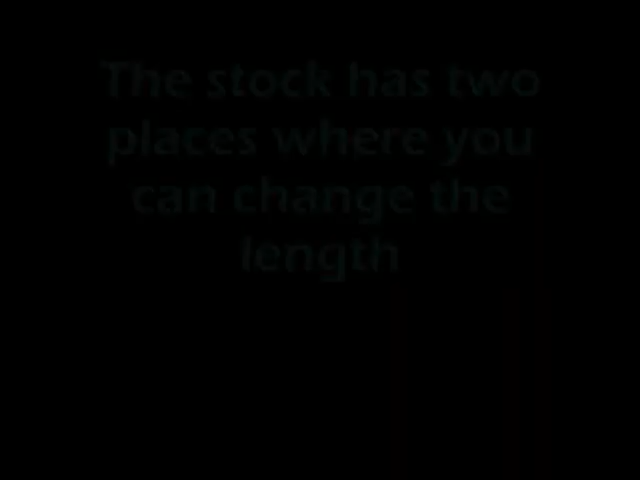 The stock has two
places where you
can change the
length